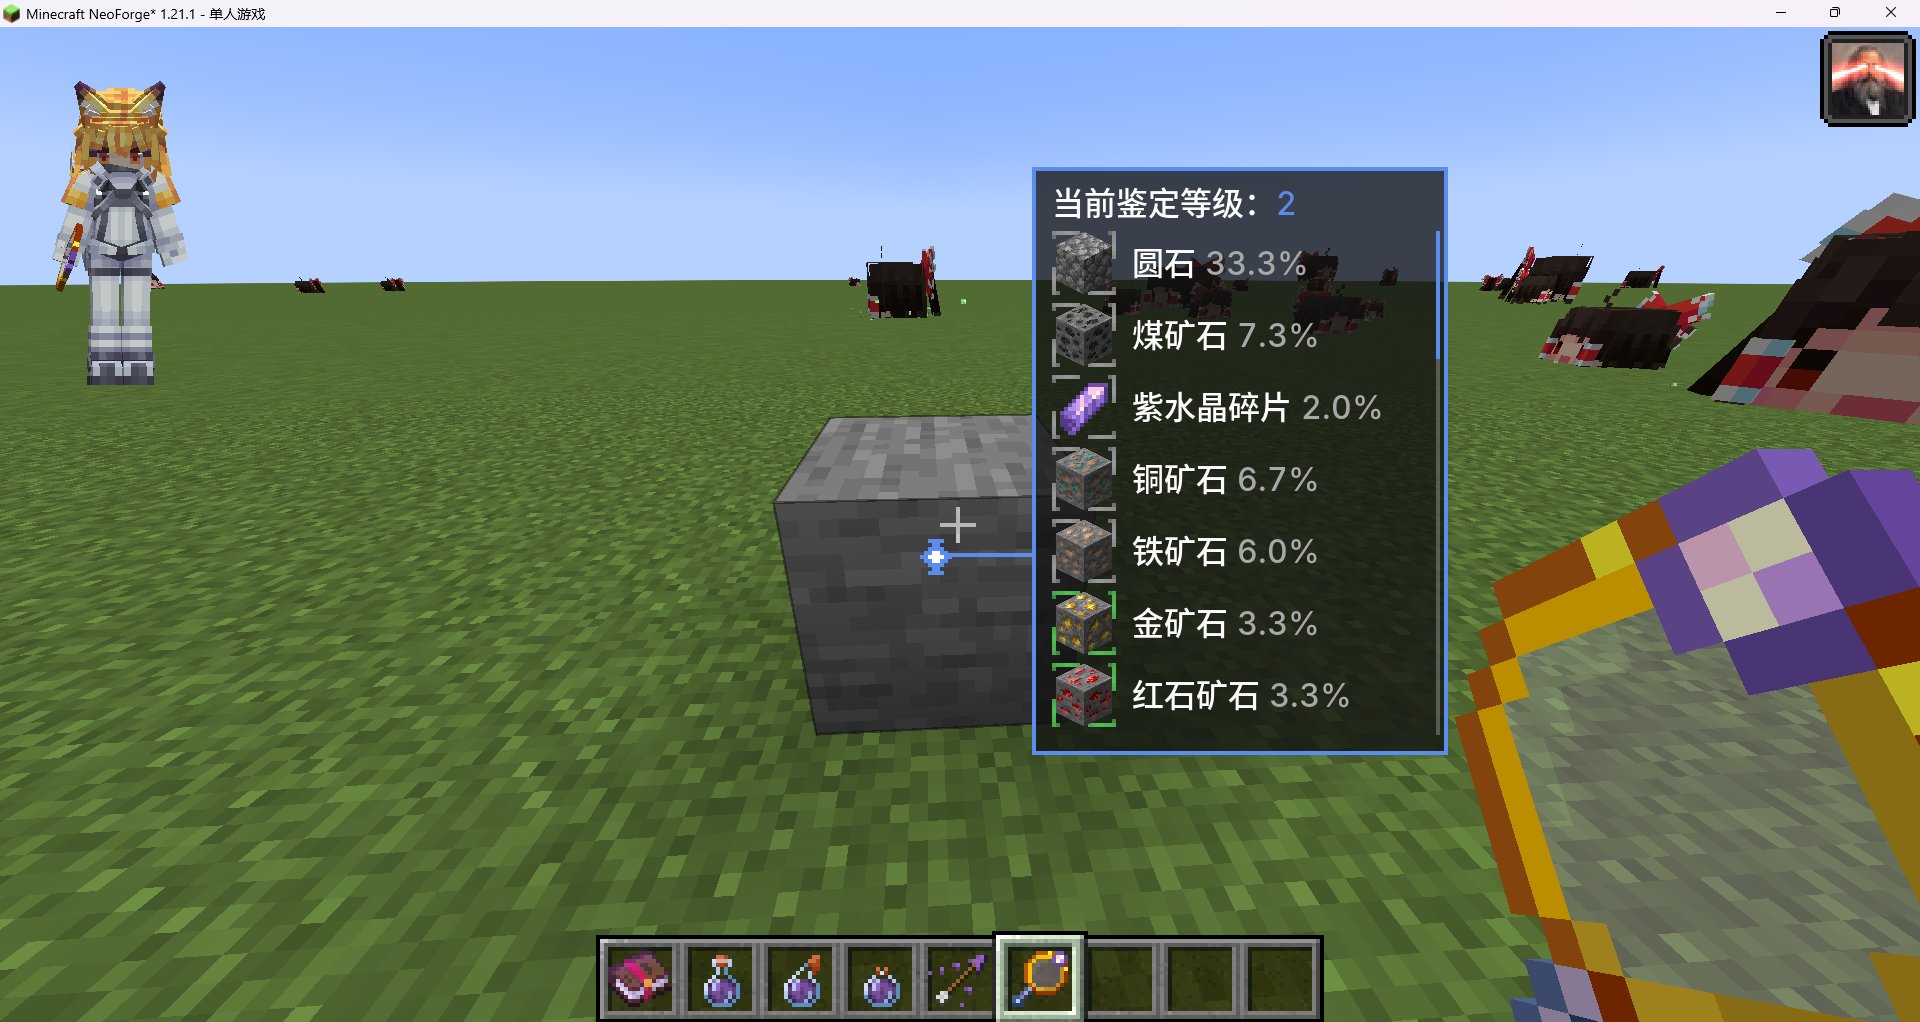 Minecraft NeoForge* 1.21.1 - 单人游戏
当前鉴定等级：2
圆石 33.3%
煤矿石 7.3%
紫水晶碎片 2.0%
铜矿石 6.7%
铁矿石 6.0%
金矿石 3.3%
红石矿石 3.3%